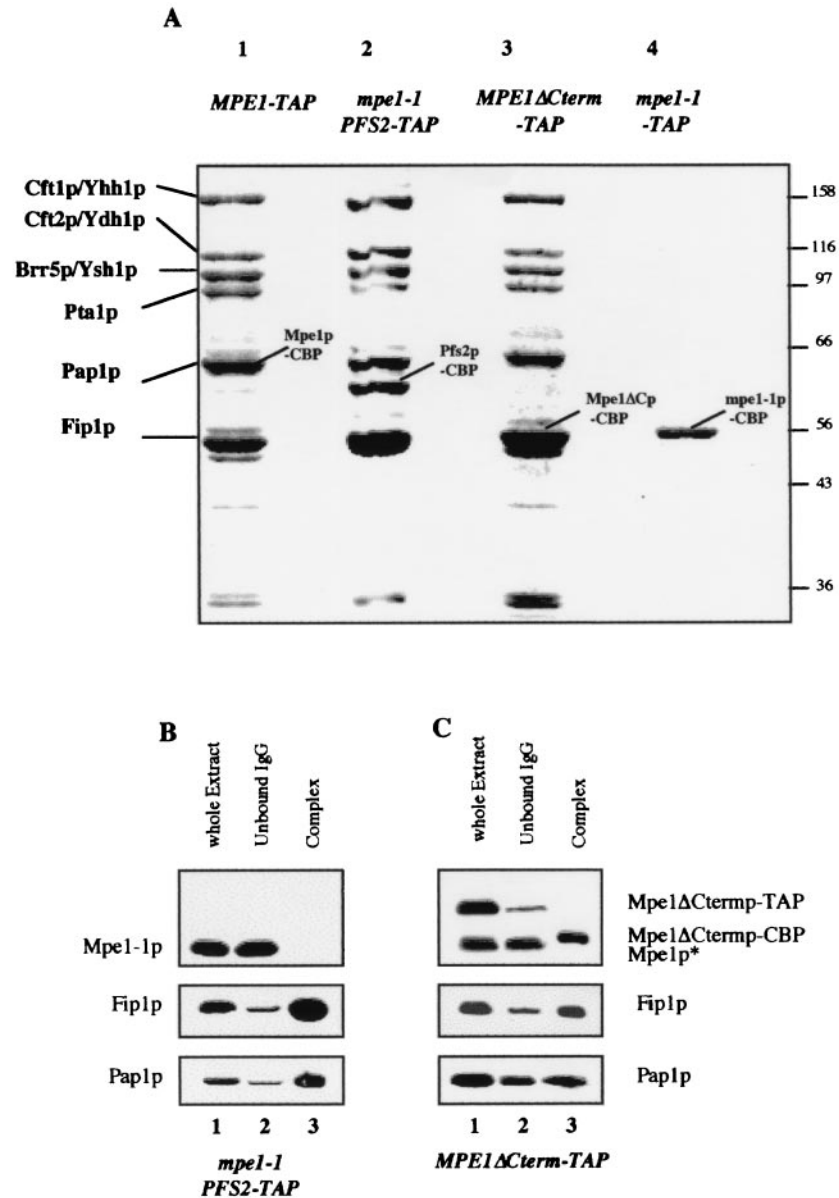 A
1 2 3 4
MPE1-TAP mpe1-1 MPE1ΔCterm mpe1-1
PFS2-TAP -TAP -TAP
Cft1p/Yhh1p
Cft2p/Ydh1p
Brr5p/Ysh1p
Pta1p
Pap1p
Fip1p
Mpe1p
-CBP
Pfs2p
-CBP
Mpe1ΔCp
-CBP
mpe1-1p
-CBP
158
116
97
66
56
43
36
B
whole Extract
Unbound IgG
Complex
Mpe1-1p
Fip1p
Pap1p
1 2 3
mpe1-1
PFS2-TAP
C
whole Extract
Unbound IgG
Complex
Mpe1ΔCtermp-TAP
Mpe1ΔCtermp-CBP
Mpe1p*
Fip1p
Pap1p
1 2 3
MPE1ΔCterm-TAP